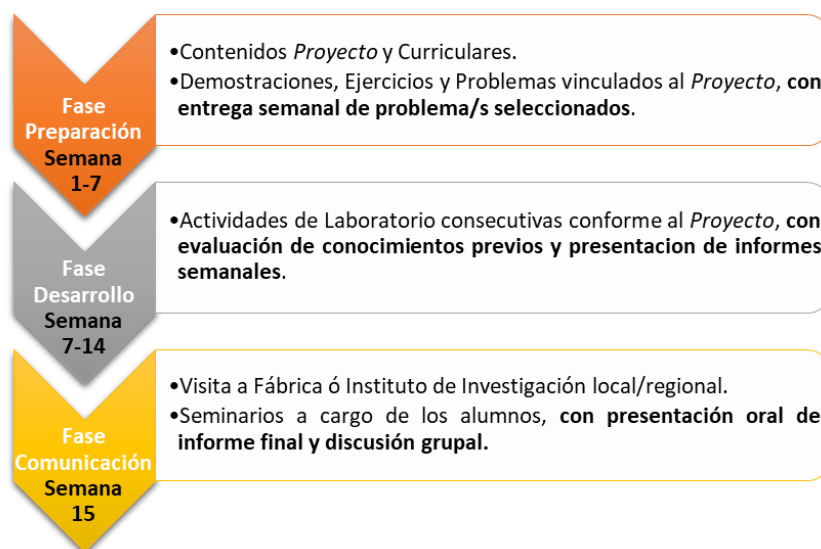 Fase
Preparación
Semana
1-7
•Contenidos Proyecto y Curriculares.
•Demostraciones, Ejercicios y Problemas vinculados al Proyecto, con
entrega semanal de problema/s seleccionados.
Fase
Desarrollo
Semana
7-14
•Actividades de Laboratorio consecutivas conforme al Proyecto, con
evaluación de conocimientos previos y presentacion de informes
semanales.
Fase
Comunicación
Semana
15
•Visita a Fábrica ó Instituto de Investigación local/regional.
•Seminarios a cargo de los alumnos, con presentación oral de
informe final y discusión grupal.